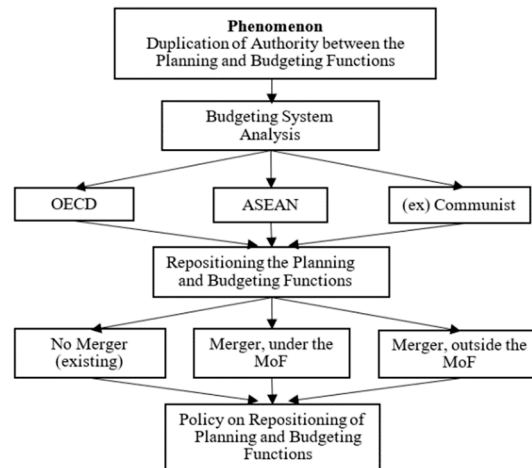 Phenomenon
Duplication of Authority between the
Planning and Budgeting Functions
Budgeting System
Analysis
OECD
ASEAN
(ex) Communist
Repositioning the Planning
and Budgeting Functions
No Merger
(existing)
Merger, under the
MoF
Merger, outside the
MoF
Policy on Repositioning of
Planning and Budgeting
Functions